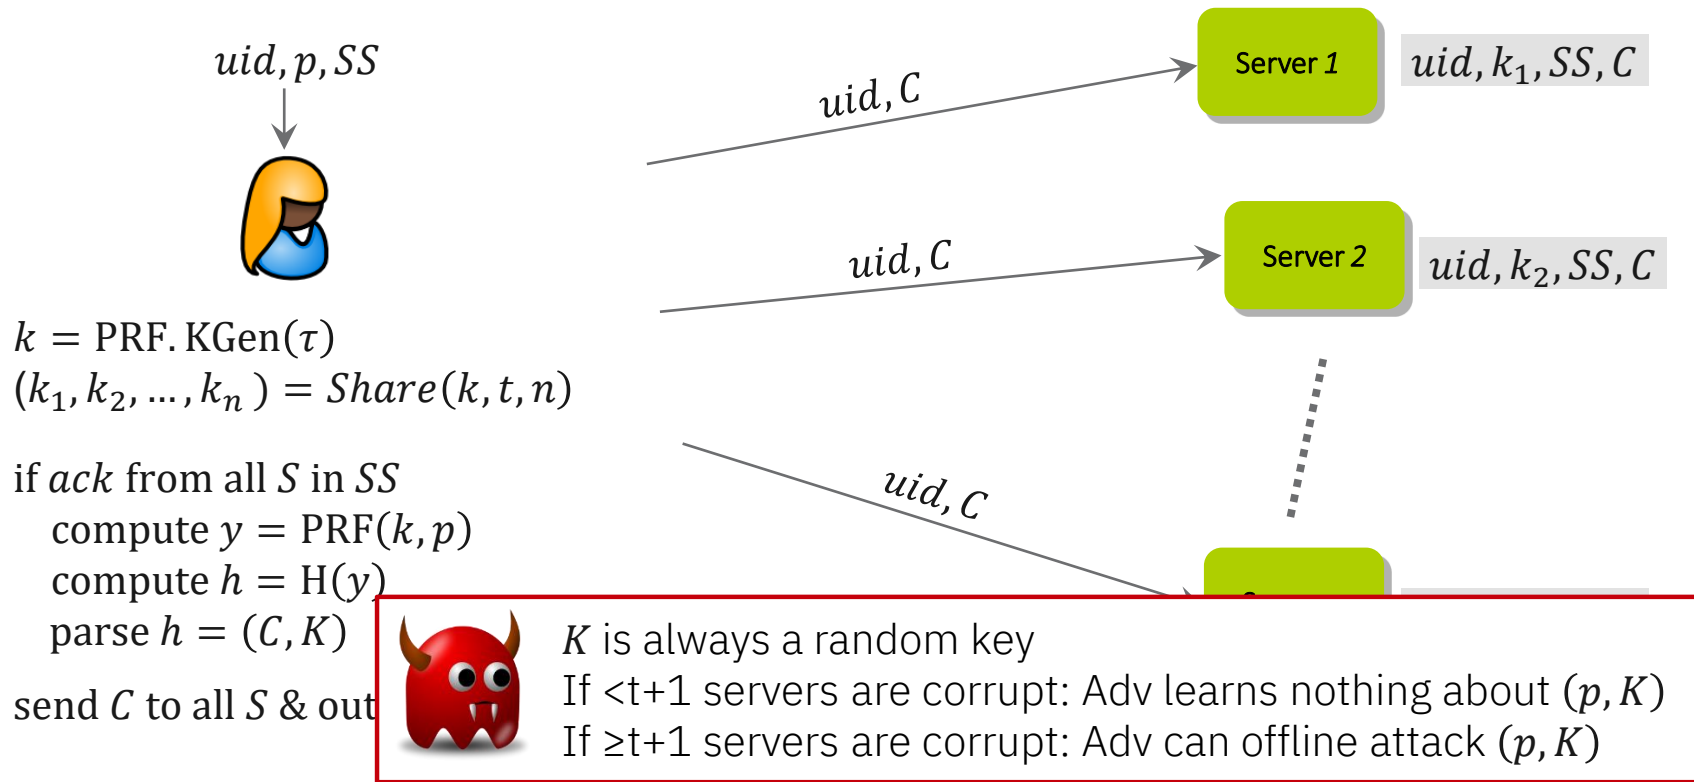 uid, p, SS
uid, C
Server 1
uid, k₁, SS, C
uid, C
Server 2
uid, k₂, SS, C
k = PRF. KGen(τ)
(k₁, k₂, … , kₙ ) = Share(k, t, n)
if ack from all S in SS
compute y = PRF(k, p)
compute h = H(y)
parse h = (C, K)
send C to all S & out
uid, C
K is always a random key
If <t+1 servers are corrupt: Adv learns nothing about (p, K)
If ≥t+1 servers are corrupt: Adv can offline attack (p, K)